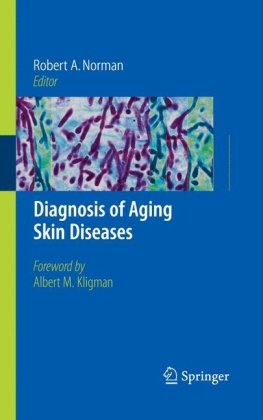 Robert A. Norman
Editor
Diagnosis of Aging
Skin Diseases
Foreword by
Albert M. Kligman
Springer